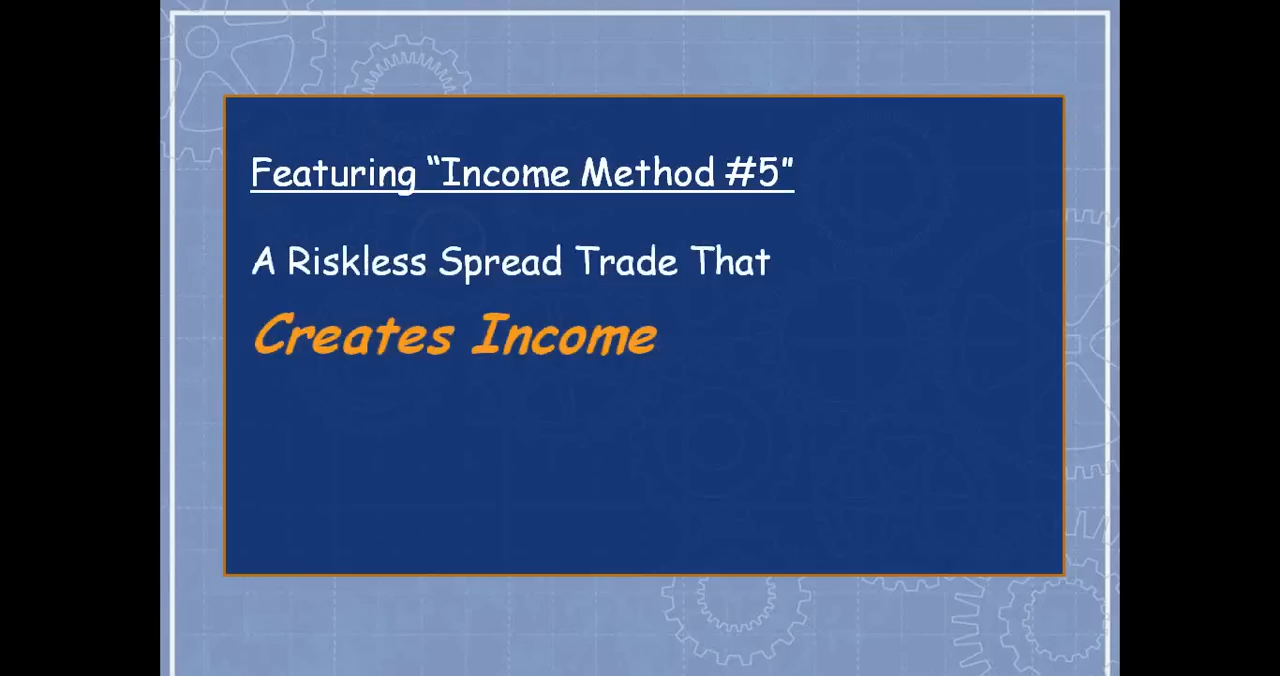 Featuring “Income Method #5”
A Riskless Spread Trade That
Creates Income